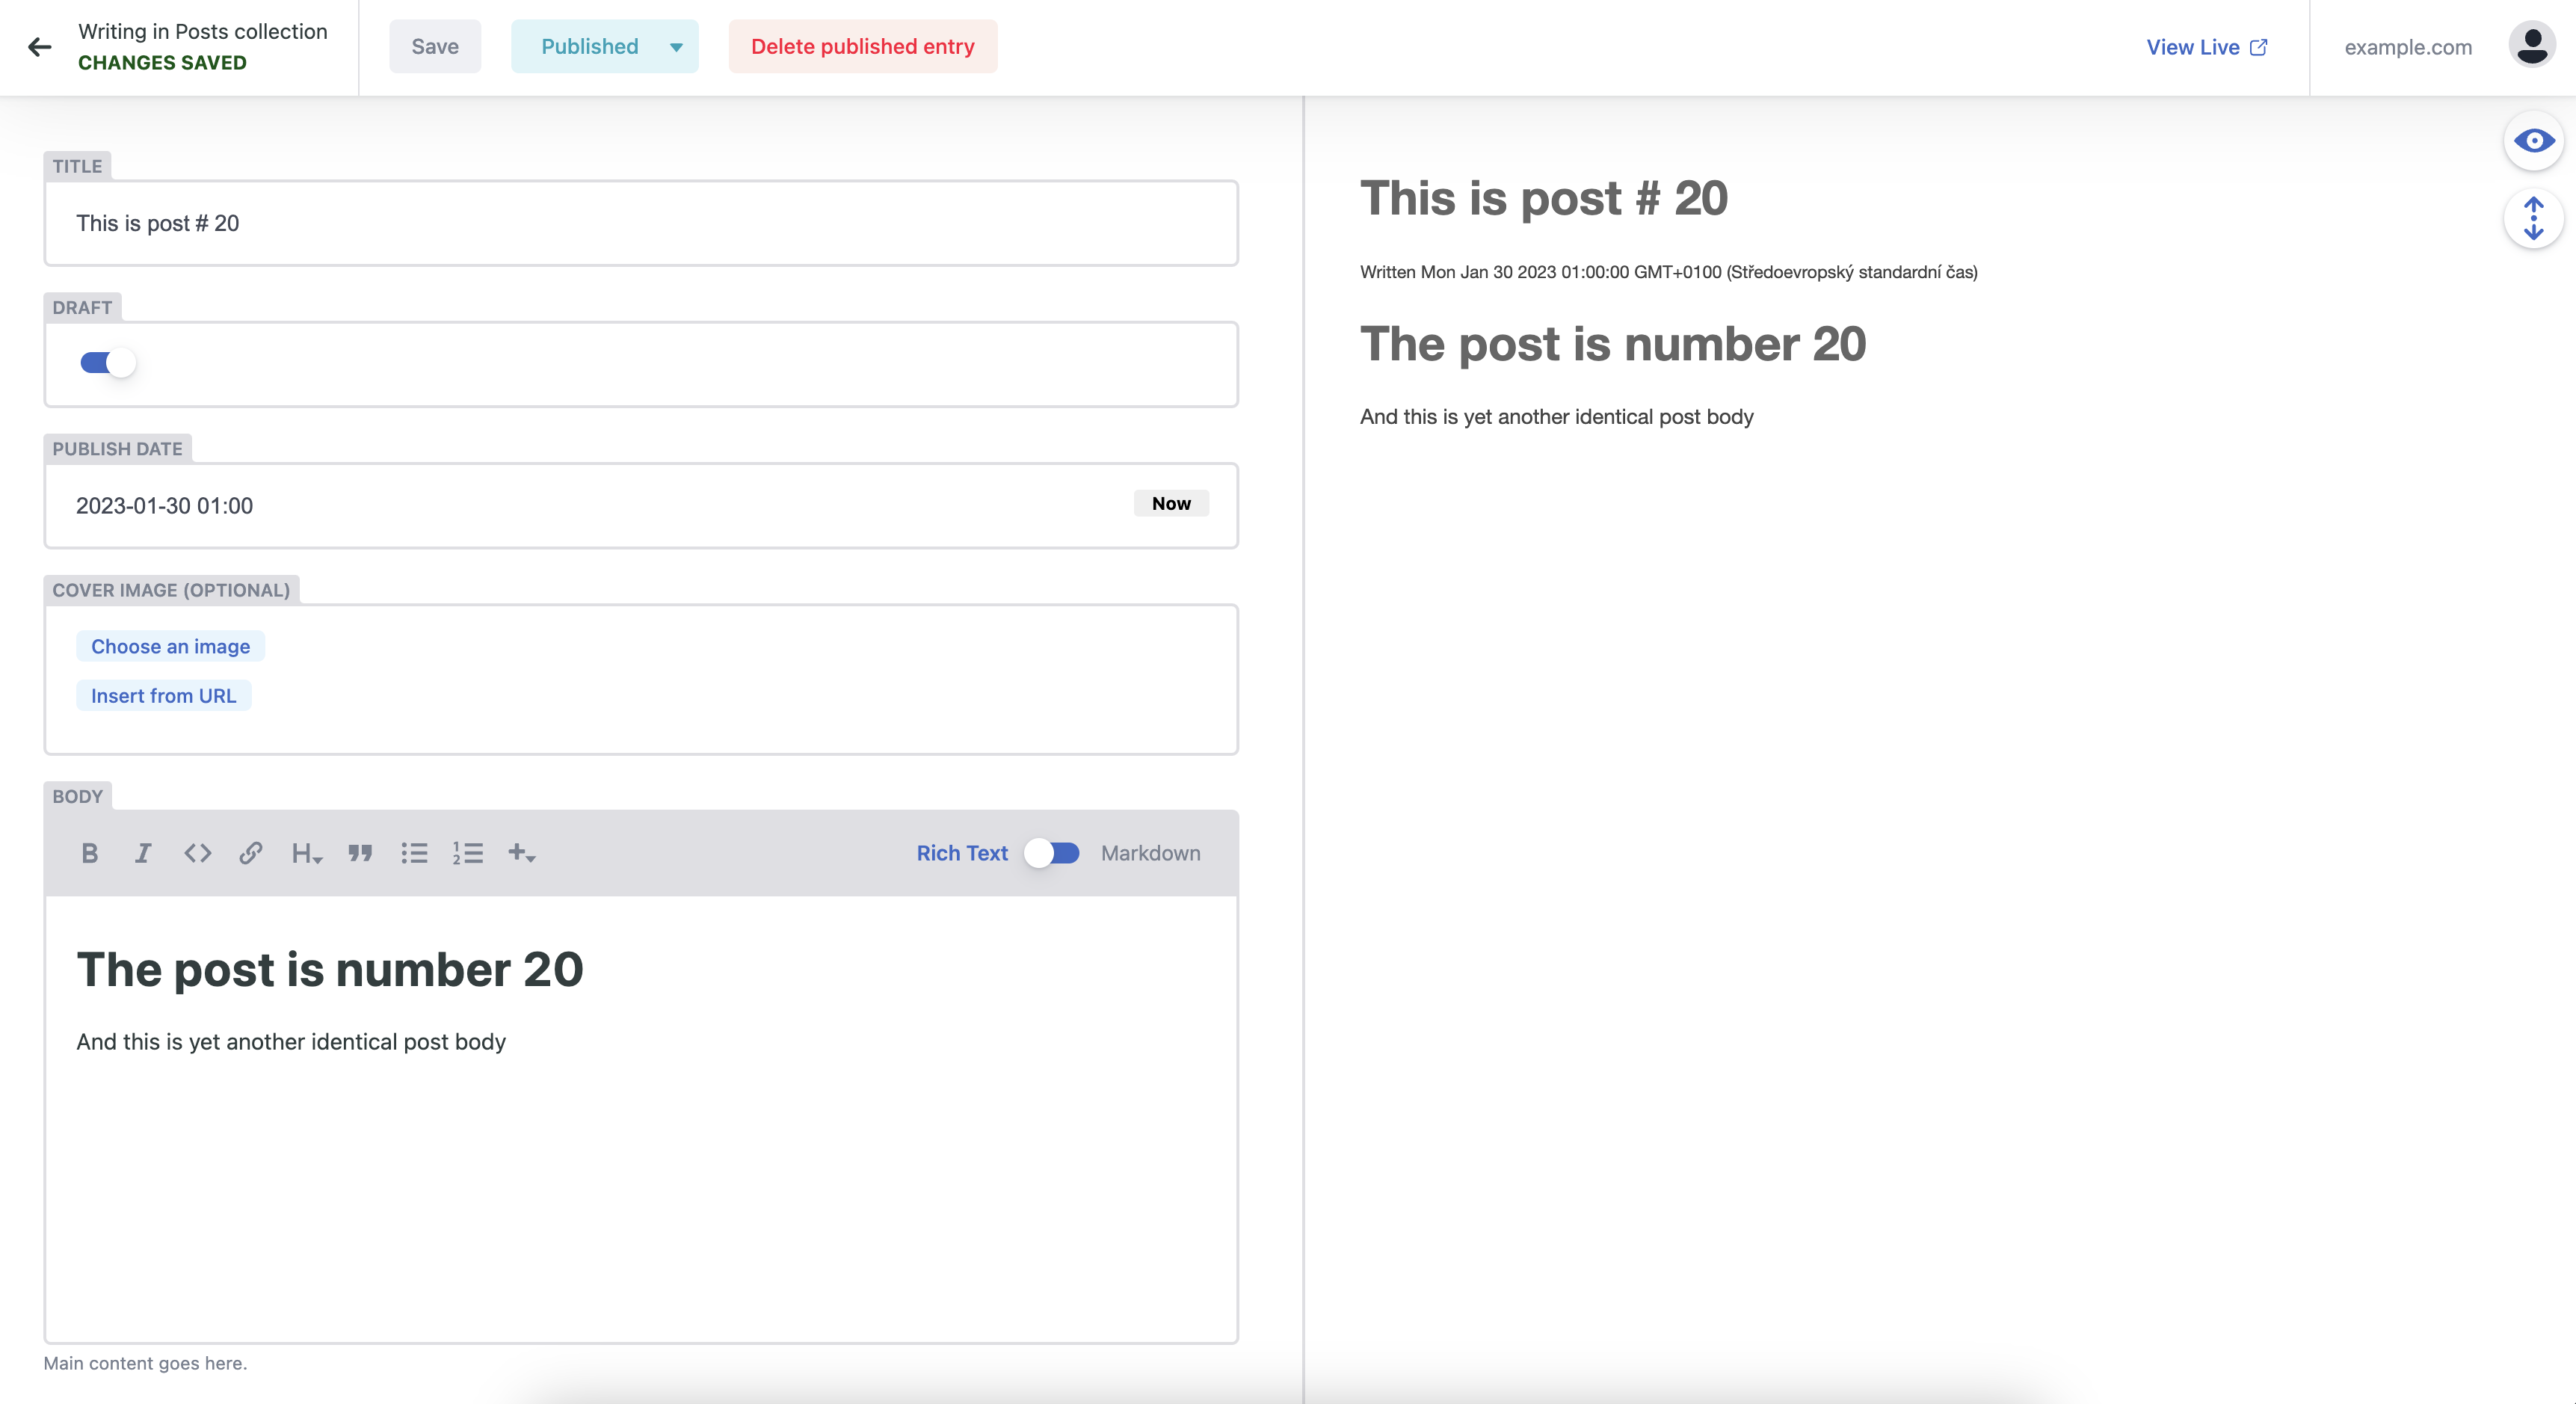 Writing in Posts collection
CHANGES SAVED
Save
Published
Delete published entry
View Live
example.com
TITLE
This is post # 20
DRAFT
PUBLISH DATE
2023-01-30 01:00
Now
COVER IMAGE (OPTIONAL)
Choose an image
Insert from URL
BODY
B I H 1 2
Rich Text
Markdown
The post is number 20
And this is yet another identical post body
Main content goes here.
This is post # 20
Written Mon Jan 30 2023 01:00:00 GMT+0100 (Středoevropský standardní čas)
The post is number 20
And this is yet another identical post body